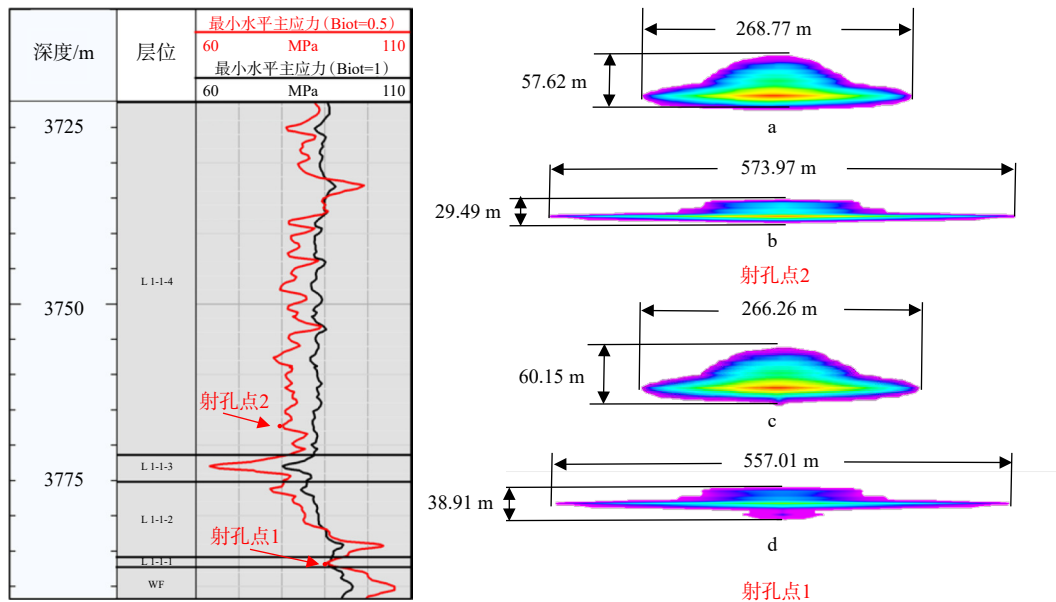 深度/m
层位
最小水平主应力(Biot=0.5)
60 MPa 110
最小水平主应力(Biot=1)
60 MPa 110
3725
3750
3775
L 1-1-4
L 1-1-3
L 1-1-2
L 1-1-1
WF
射孔点2
射孔点1
268.77 m
57.62 m
a
573.97 m
29.49 m
b
射孔点2
266.26 m
60.15 m
c
557.01 m
38.91 m
d
射孔点1